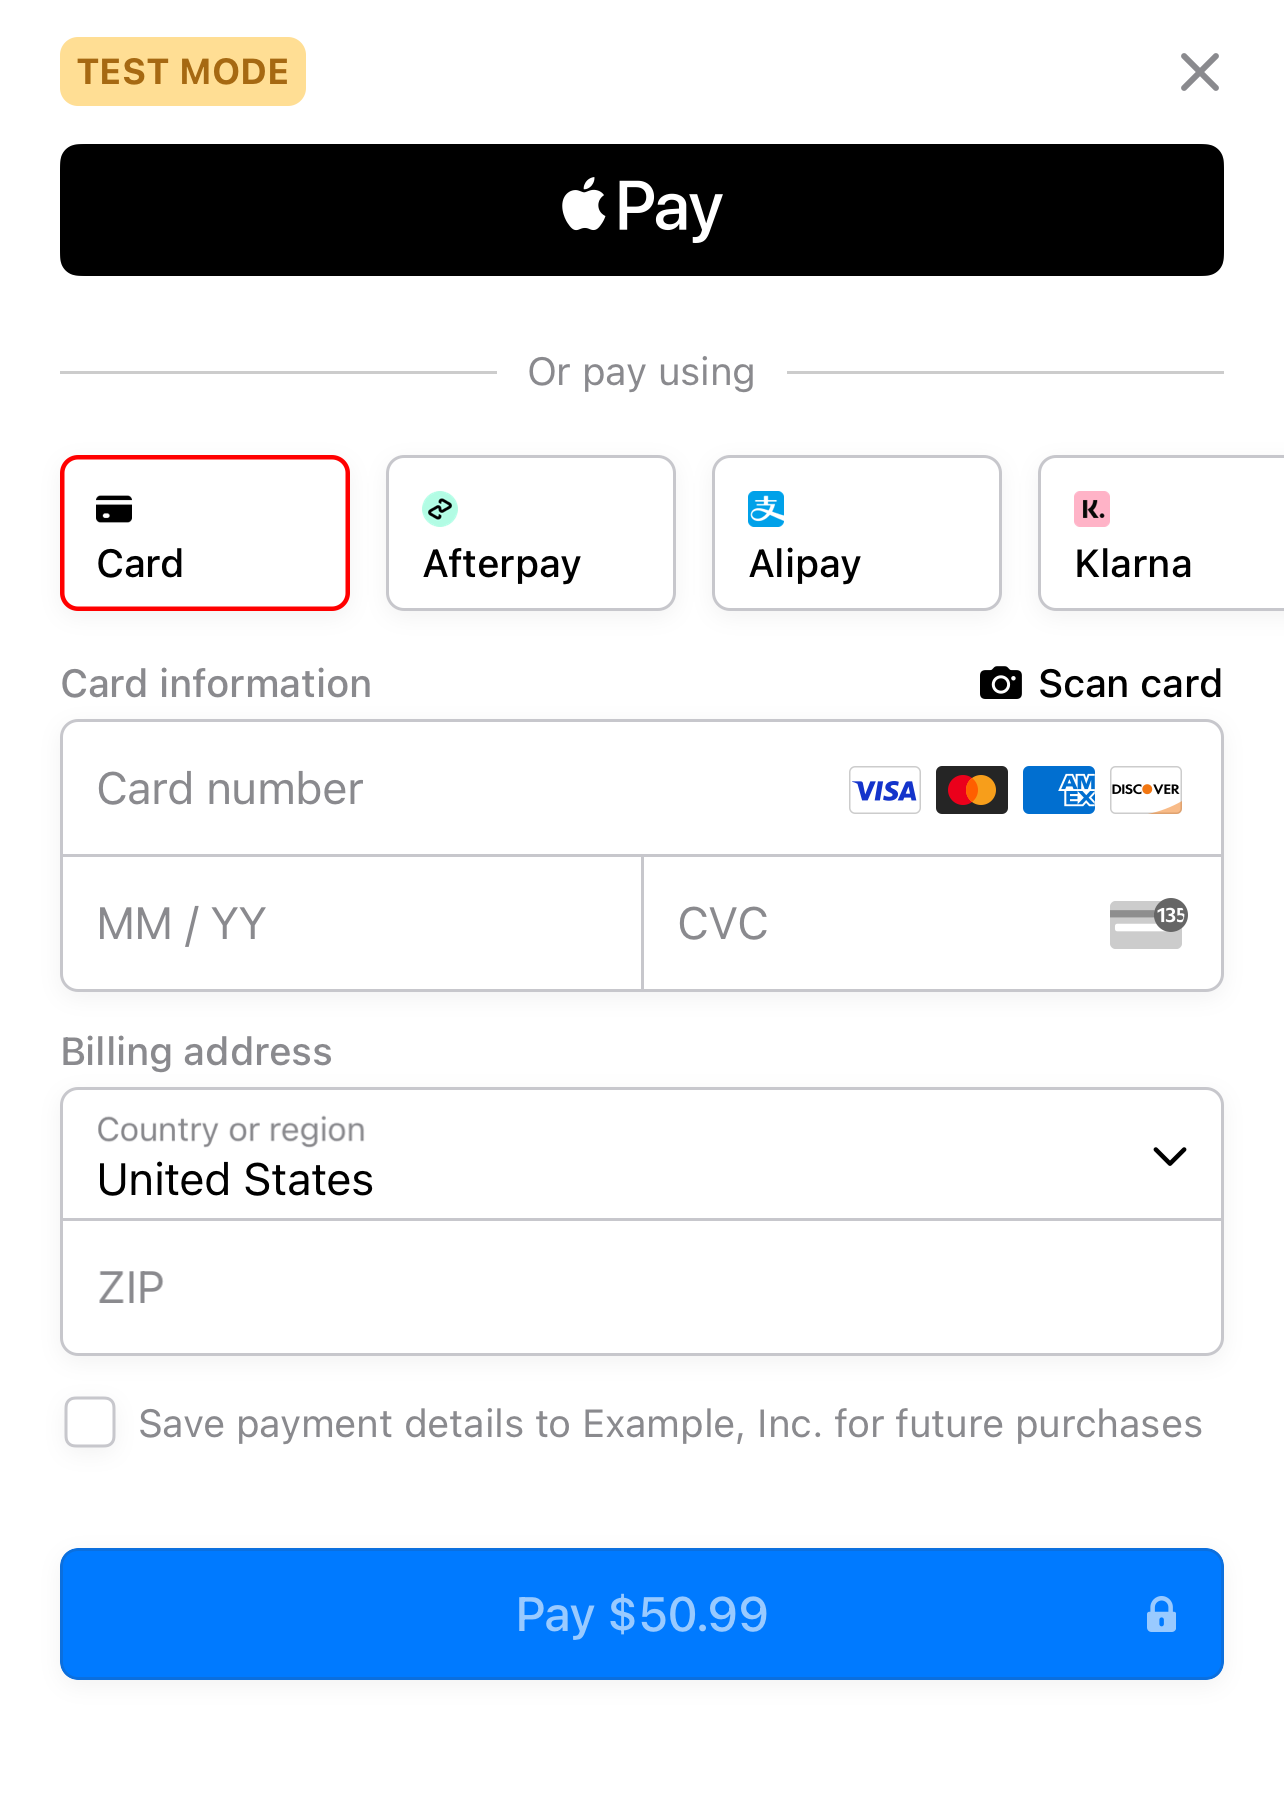 TEST MODE
Pay
Or pay using
Card
Afterpay
支
Alipay
K.
Klarna
Card information
Scan card
Card number
VISA
AM
EX
DISCOVER
MM / YY
CVC
135
Billing address
Country or region
United States
ZIP
Save payment details to Example, Inc. for future purchases
Pay $50.99